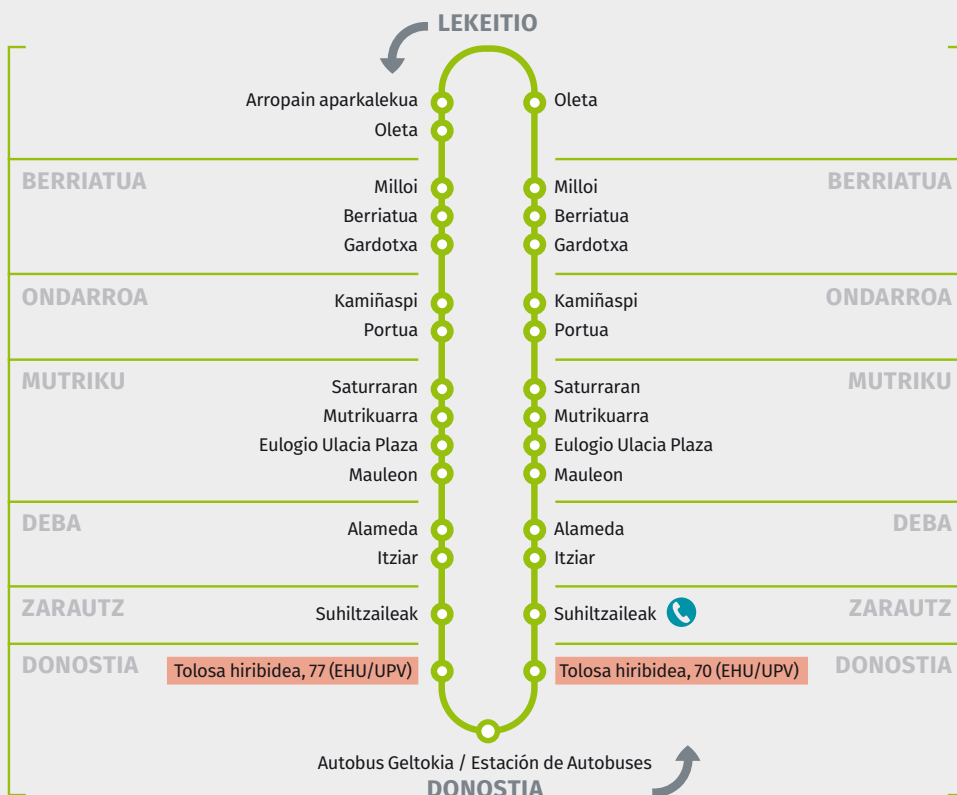 LEKEITIO
Arropain aparkalekua
Oleta
Oleta
BERRIATUA
Milloi
Milloi
BERRIATUA
Berriatua
Berriatua
Gardotxa
Gardotxa
ONDARROA
Kamiñaspi
Kamiñaspi
ONDARROA
Portua
Portua
MUTRIKU
Saturraran
Saturraran
MUTRIKU
Mutrikuarra
Mutrikuarra
Eulogio Ulacia Plaza
Eulogio Ulacia Plaza
Mauleon
Mauleon
DEBA
Alameda
Alameda
DEBA
Itziar
Itziar
ZARAUTZ
Suhiltzaileak
Suhiltzaileak
ZARAUTZ
DONOSTIA
Tolosa hiribidea, 77 (EHU/UPV)
Tolosa hiribidea, 70 (EHU/UPV)
DONOSTIA
Autobus Geltokia / Estación de Autobuses
DONOSTIA